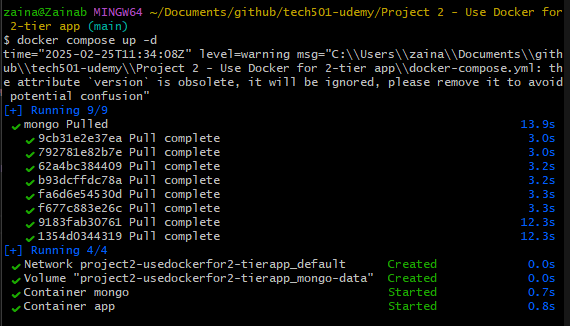 zaina@Zainab MINGW64 ~/Documents/github/tech501-udemy/Project 2 - Use Docker for
 2-tier app (main)
$ docker compose up -d
time="2025-02-25T11:34:08Z" level=warning msg="C:\\Users\\zaina\\Documents\\gith
ub\\tech501-udemy\\Project 2 - Use Docker for 2-tier app\\docker-compose.yml: th
e attribute `version` is obsolete, it will be ignored, please remove it to avoid
 potential confusion"
[+] Running 9/9
✔ mongo Pulled 13.9s
✔ 9cb31e2e37ea Pull complete 3.0s
✔ 792781e82b7e Pull complete 3.0s
✔ 62a4bc384409 Pull complete 3.2s
✔ b93dcffdc78a Pull complete 3.2s
✔ fa6d6e54530d Pull complete 3.3s
✔ f677c883e26c Pull complete 3.3s
✔ 9183fab30761 Pull complete 12.3s
✔ 1354d0344319 Pull complete 12.3s
[+] Running 4/4
✔ Network project2-usedockerfor2-tierapp_default Created 0.0s
✔ Volume "project2-usedockerfor2-tierapp_mongo-data" Created 0.0s
✔ Container mongo Started 0.7s
✔ Container app Started 0.8s